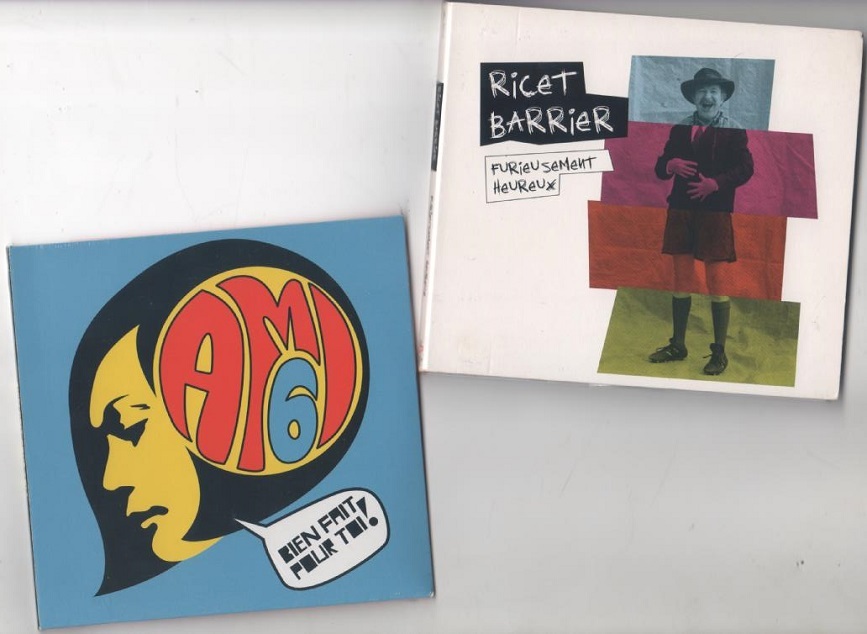 RiCET
BARRiER
FURiEUSEMENT
HEUREUX
AMI
6
BIEN FAIT
POUR TOI!